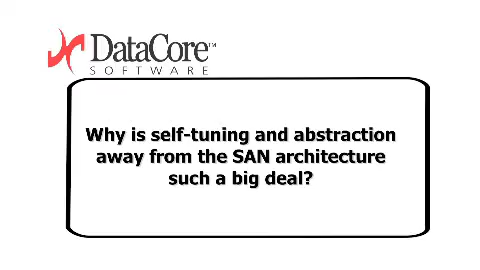 DataCore™
SOFTWARE
Why is self-tuning and abstraction
away from the SAN architecture
such a big deal?